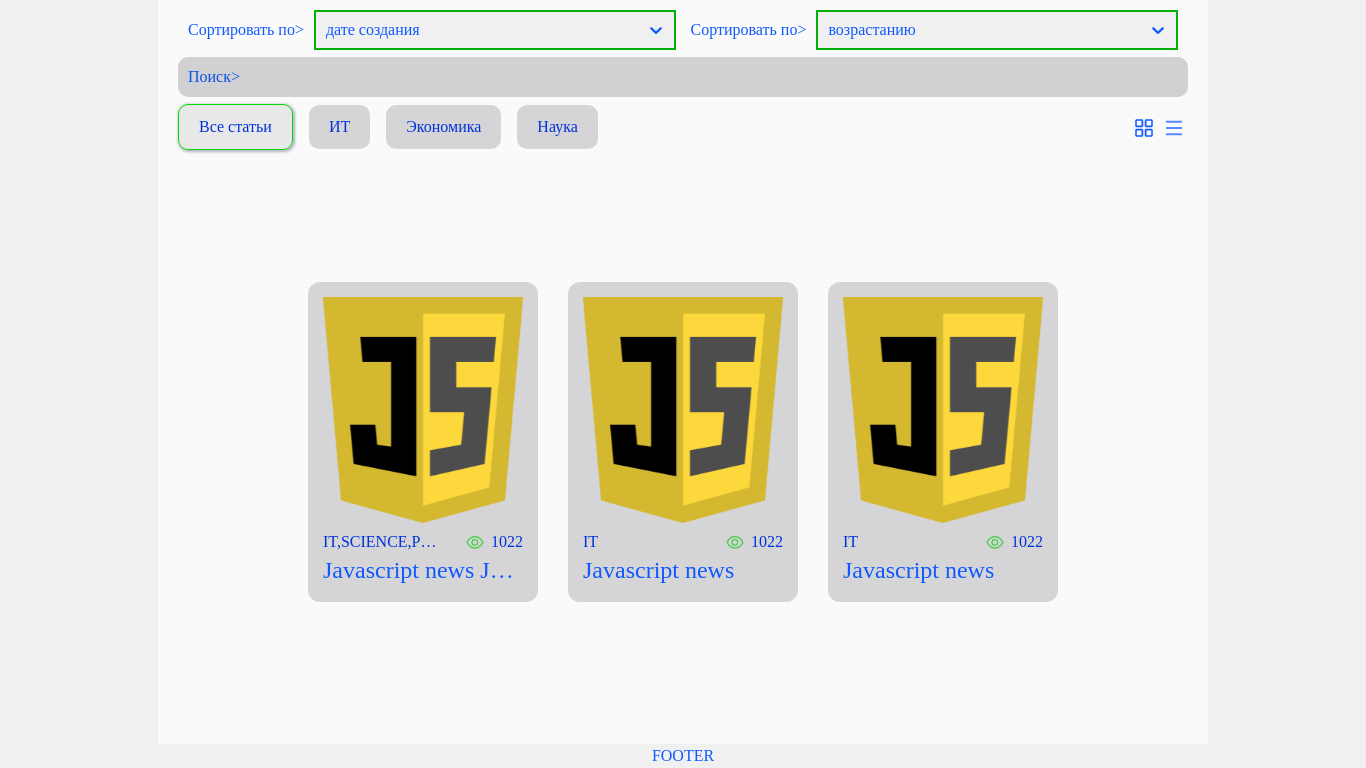 Сортировать по> дате создания Сортировать по> возрастанию
Поиск>
Все статьи ИТ Экономика Наука
JS JS JS
IT,SCIENCE,P… 1022 IT 1022 IT 1022
Javascript news J… Javascript news Javascript news
FOOTER